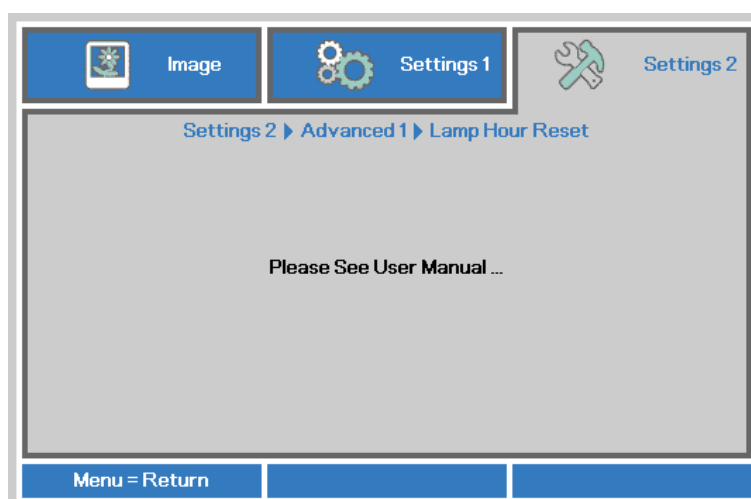 Image
Settings 1
Settings 2
Settings 2 ▶ Advanced 1 ▶ Lamp Hour Reset
Please See User Manual ...
Menu = Return